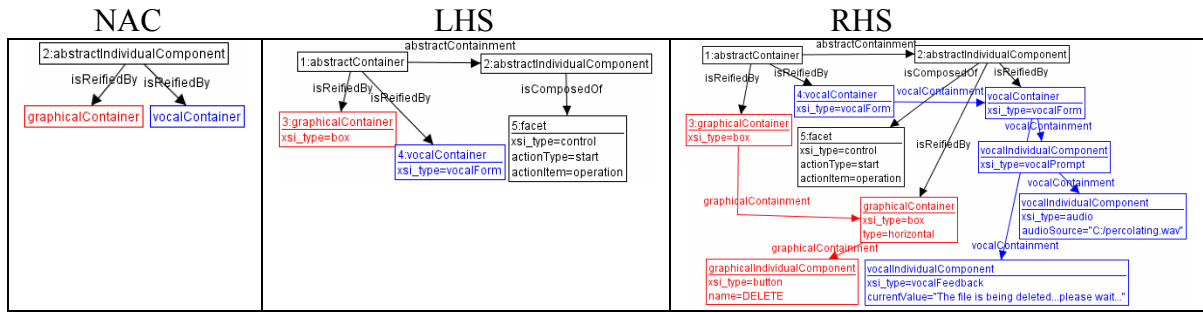 NAC
LHS
RHS
2:abstractIndividualComponent
isReifiedBy
isReifiedBy
graphicalContainer
vocalContainer
abstractContainment
1:abstractContainer
2:abstractIndividualComponent
isReifiedBy
isReifiedBy
isComposedOf
3:graphicalContainer
xsi_type=box
4:vocalContainer
xsi_type=vocalForm
5:facet
xsi_type=control
actionType=start
actionItem=operation
abstractContainment
1:abstractContainer
2:abstractIndividualComponent
isReifiedBy
isReifiedBy
isComposedOf
isReifiedBy
4:vocalContainer
xsi_type=vocalForm
vocalContainment
vocalContainer
xsi_type=vocalForm
3:graphicalContainer
xsi_type=box
5:facet
xsi_type=control
actionType=start
actionItem=operation
vocalContainment
isReifiedBy
vocalIndividualComponent
xsi_type=vocalPrompt
vocalContainment
graphicalContainment
graphicalContainer
xsi_type=box
type=horizontal
vocalIndividualComponent
xsi_type=audio
audioSource="C:/percolating.wav"
graphicalContainment
vocalContainment
graphicalIndividualComponent
xsi_type=button
name=DELETE
vocalIndividualComponent
xsi_type=vocalFeedback
currentValue="The file is being deleted...please wait..."